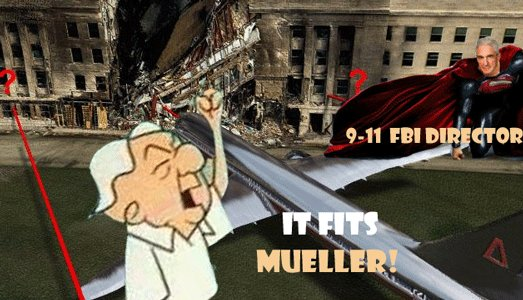 ?
?
9-11 FBI DIRECTOR
IT FITS
MUELLER!